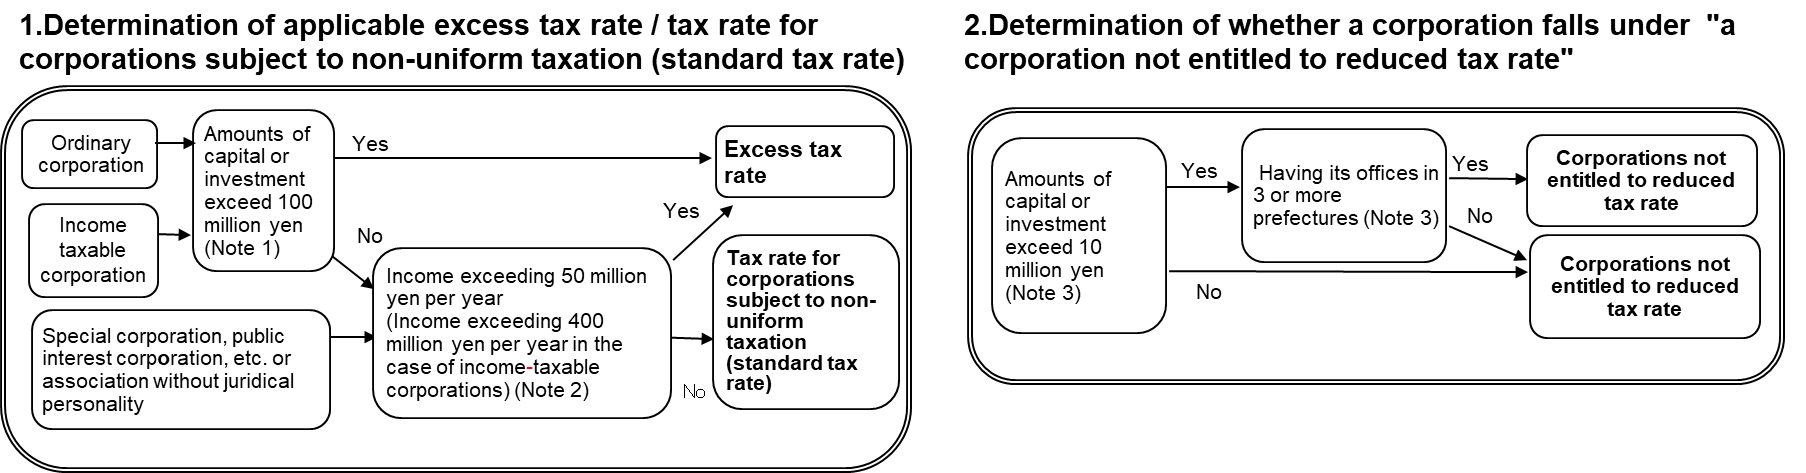 1.Determination of applicable excess tax rate / tax rate for
corporations subject to non-uniform taxation (standard tax rate)
Ordinary
corporation
Income
taxable
corporation
Special corporation, public
interest corporation, etc. or
association without juridical
personality
Amounts of
capital or
investment
exceed 100
million yen
(Note 1)
Yes
No
Income exceeding 50 million
yen per year
(Income exceeding 400
million yen per year in the
case of income-taxable
corporations) (Note 2)
Yes
No
Excess tax
rate
Tax rate for
corporations
subject to non-
uniform
taxation
(standard tax
rate)
2.Determination of whether a corporation falls under "a
corporation not entitled to reduced tax rate"
Amounts of
capital or
investment
exceed 10
million yen
(Note 3)
Yes
No
Having its offices in
3 or more
prefectures (Note 3)
Yes
No
Corporations not
entitled to reduced
tax rate
Corporations not
entitled to reduced
tax rate